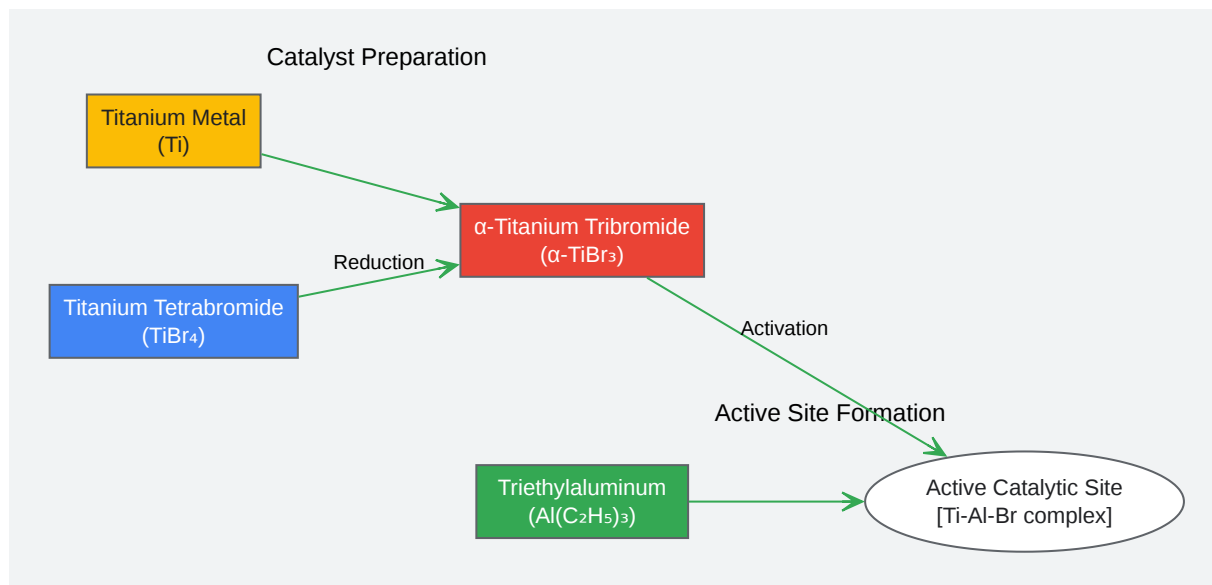 Catalyst Preparation
Titanium Metal
(Ti)
α-Titanium Tribromide
(α-TiBr₃)
Reduction
Titanium Tetrabromide
(TiBr₄)
Activation
Active Site Formation
Triethylaluminum
(Al(C₂H₅)₃)
Active Catalytic Site
[Ti-Al-Br complex]